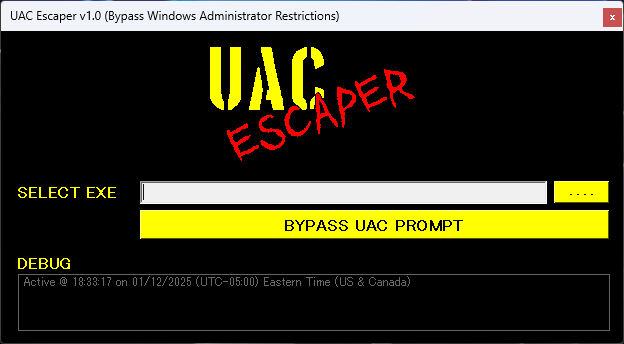 UAC Escaper v1.0 (Bypass Windows Administrator Restrictions)
x
UAC
ESCAPER
SELECT EXE
....
BYPASS UAC PROMPT
DEBUG
Active @ 18:33:17 on 01/12/2025 (UTC-05:00) Eastern Time (US & Canada)